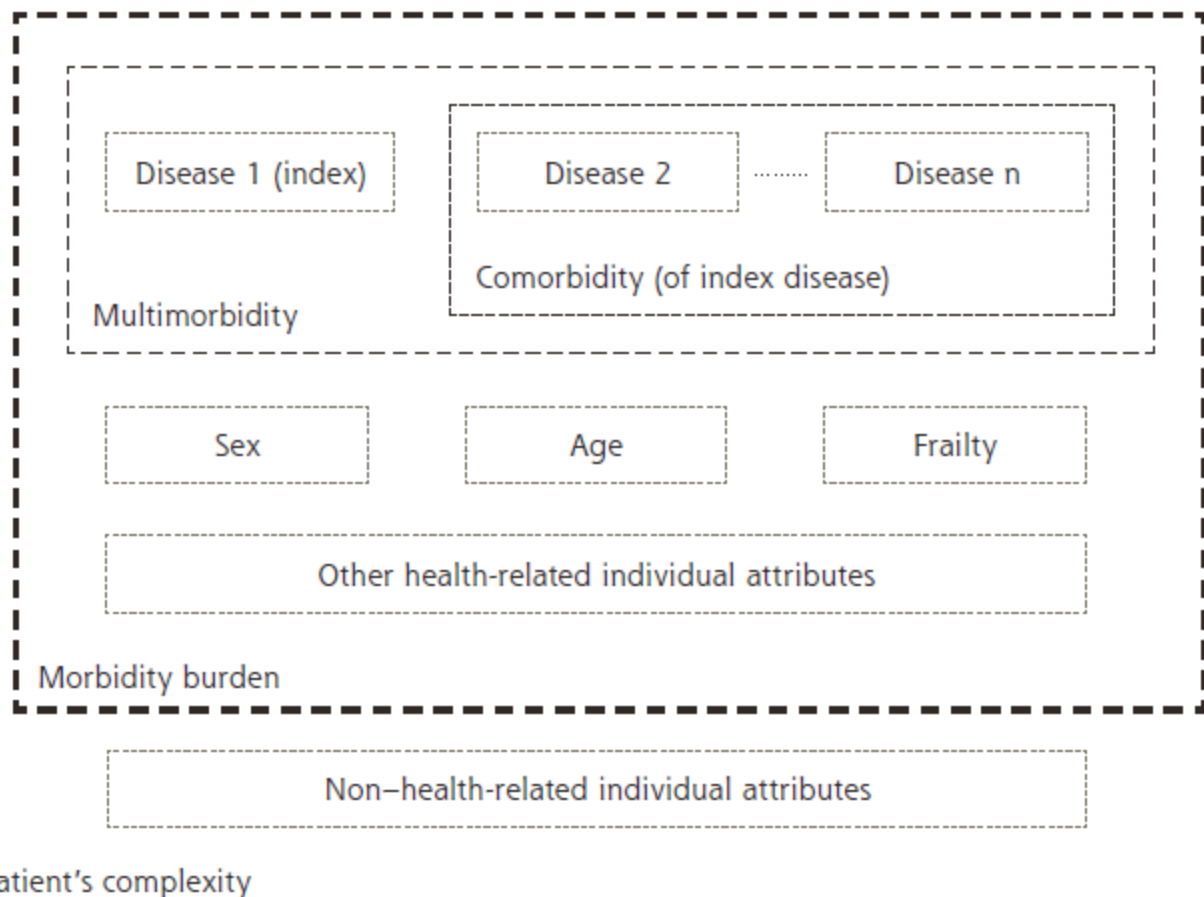 Disease 1 (index)
Disease 2
.........
Disease n
Comorbidity (of index disease)
Multimorbidity
Sex
Age
Frailty
Other health-related individual attributes
Morbidity burden
Non–health-related individual attributes
atient's complexity